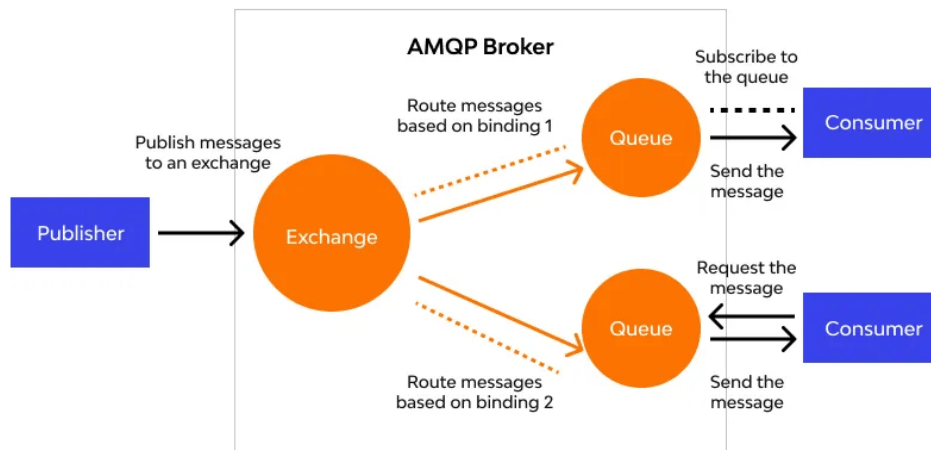 AMQP Broker
Subscribe to
the queue
Route messages
based on binding 1
Publish messages
to an exchange
Queue
Consumer
Send the
message
Publisher
Exchange
Request the
message
Queue
Consumer
Route messages
based on binding 2
Send the
message